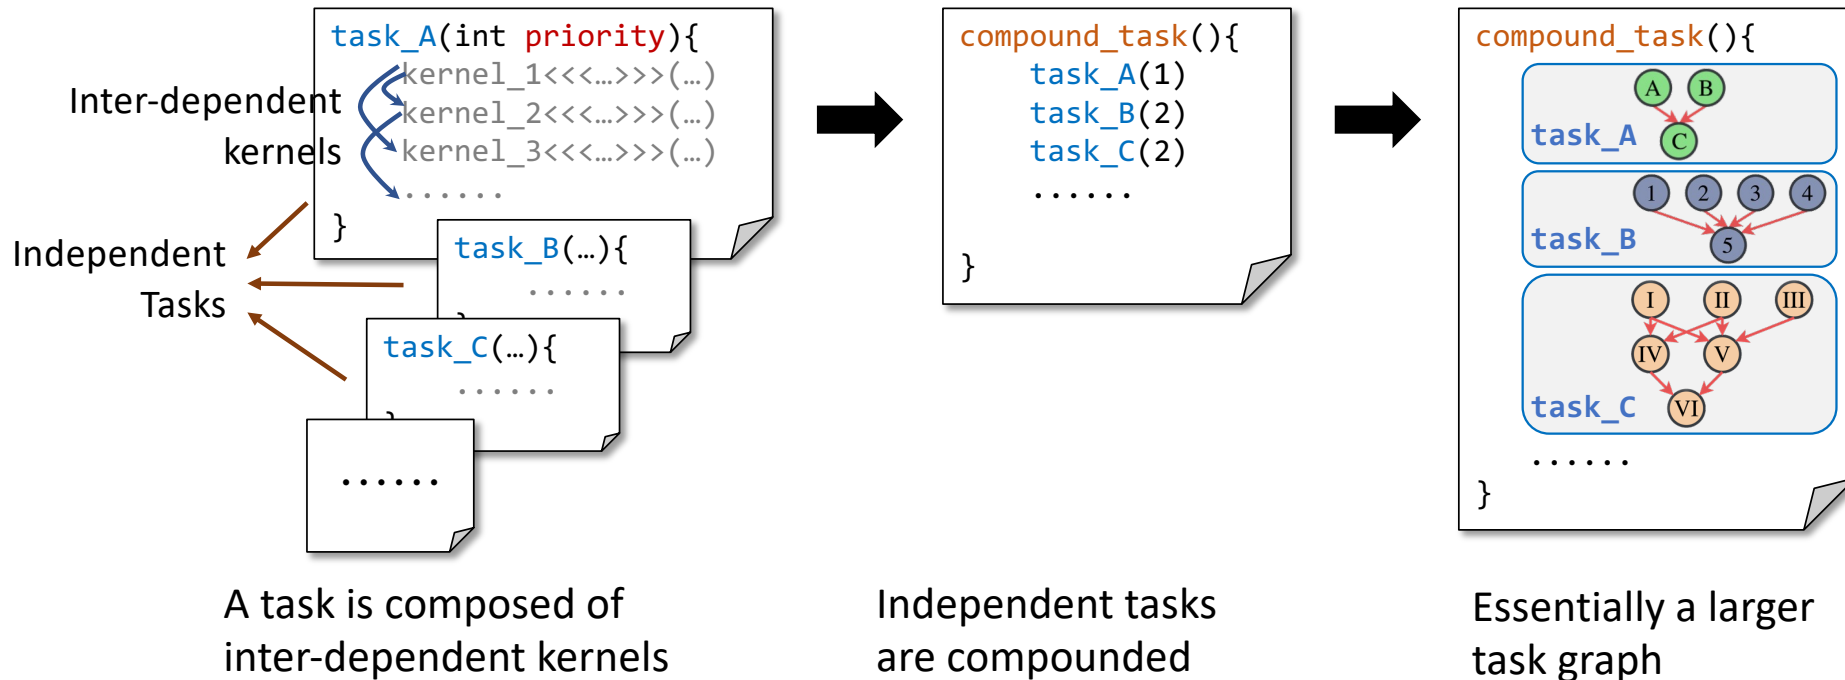 task_A(int priority){
kernel_1<<<…>>>(…)
kernel_2<<<…>>>(…)
kernel_3<<<…>>>(…)
......
}
Inter-dependent
kernels
Independent
Tasks
task_B(…){
......
}
task_C(…){
......
}
......
A task is composed of
inter-dependent kernels
compound_task(){
task_A(1)
task_B(2)
task_C(2)
......
}
Independent tasks
are compounded
compound_task(){
A B
C
task_A
1 2 3 4
5
task_B
I II III
IV V
VI
task_C
......
}
Essentially a larger
task graph